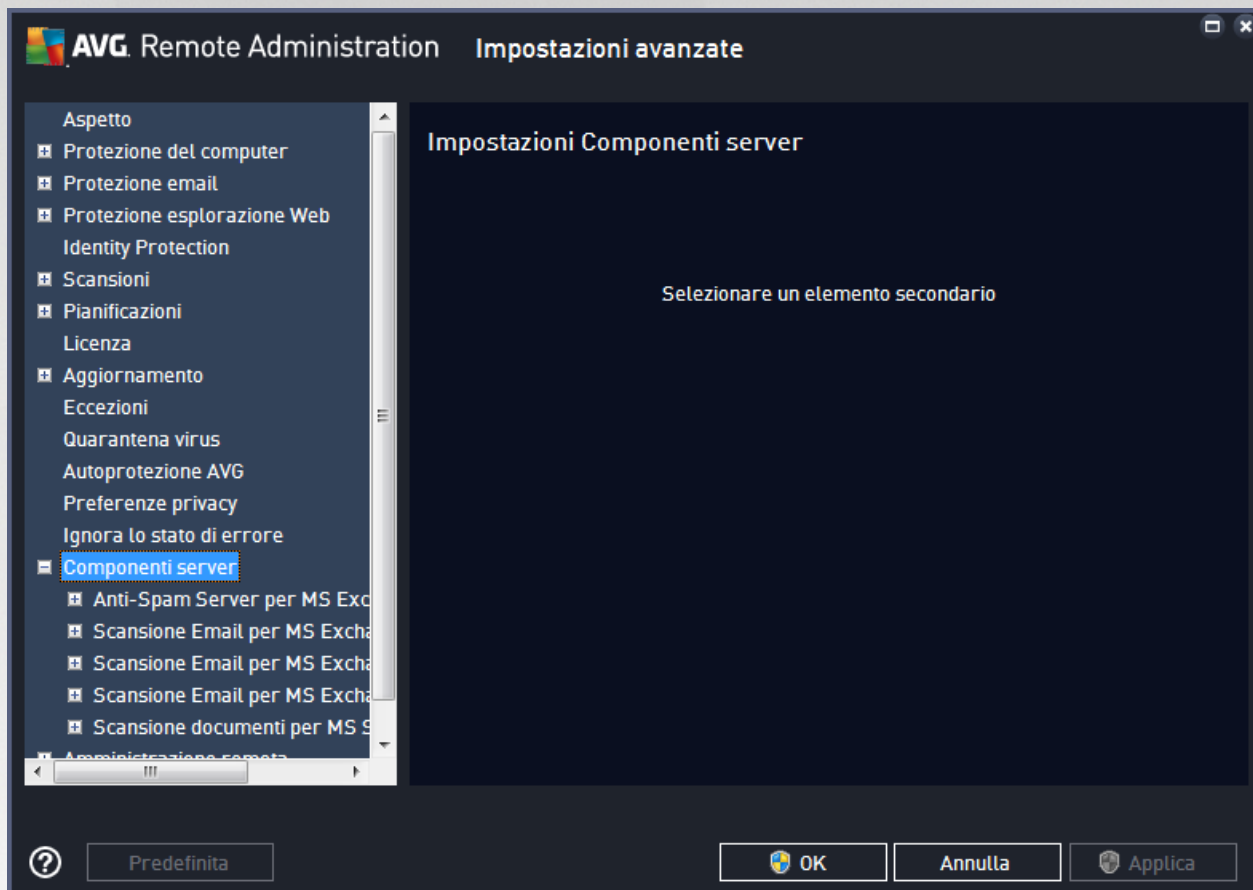 AVG. Remote Administration Impostazioni avanzate
Aspetto
Protezione del computer
Protezione email
Protezione esplorazione Web
Identity Protection
Scansioni
Pianificazioni
Licenza
Aggiornamento
Eccezioni
Quarantena virus
Autoprotezione AVG
Preferenze privacy
Ignora lo stato di errore
Componenti server
Anti-Spam Server per MS Exc
Scansione Email per MS Excha
Scansione Email per MS Excha
Scansione Email per MS Excha
Scansione documenti per MS S
Amministrazione remota
Impostazioni Componenti server
Selezionare un elemento secondario
Predefinita
OK
Annulla
Applica